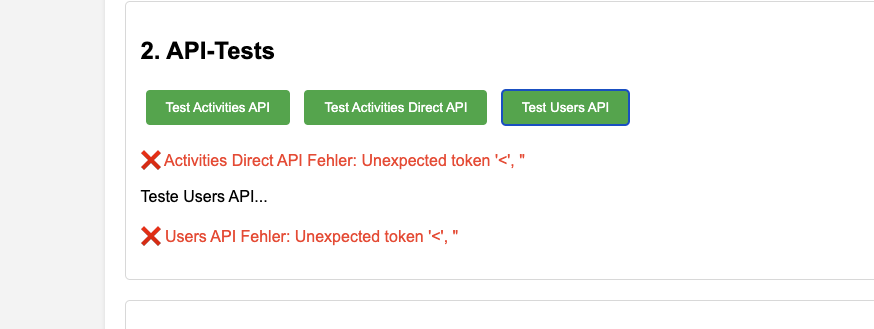 2. API-Tests
Test Activities API Test Activities Direct API Test Users API
❌ Activities Direct API Fehler: Unexpected token '<', "
Teste Users API...
❌ Users API Fehler: Unexpected token '<', "